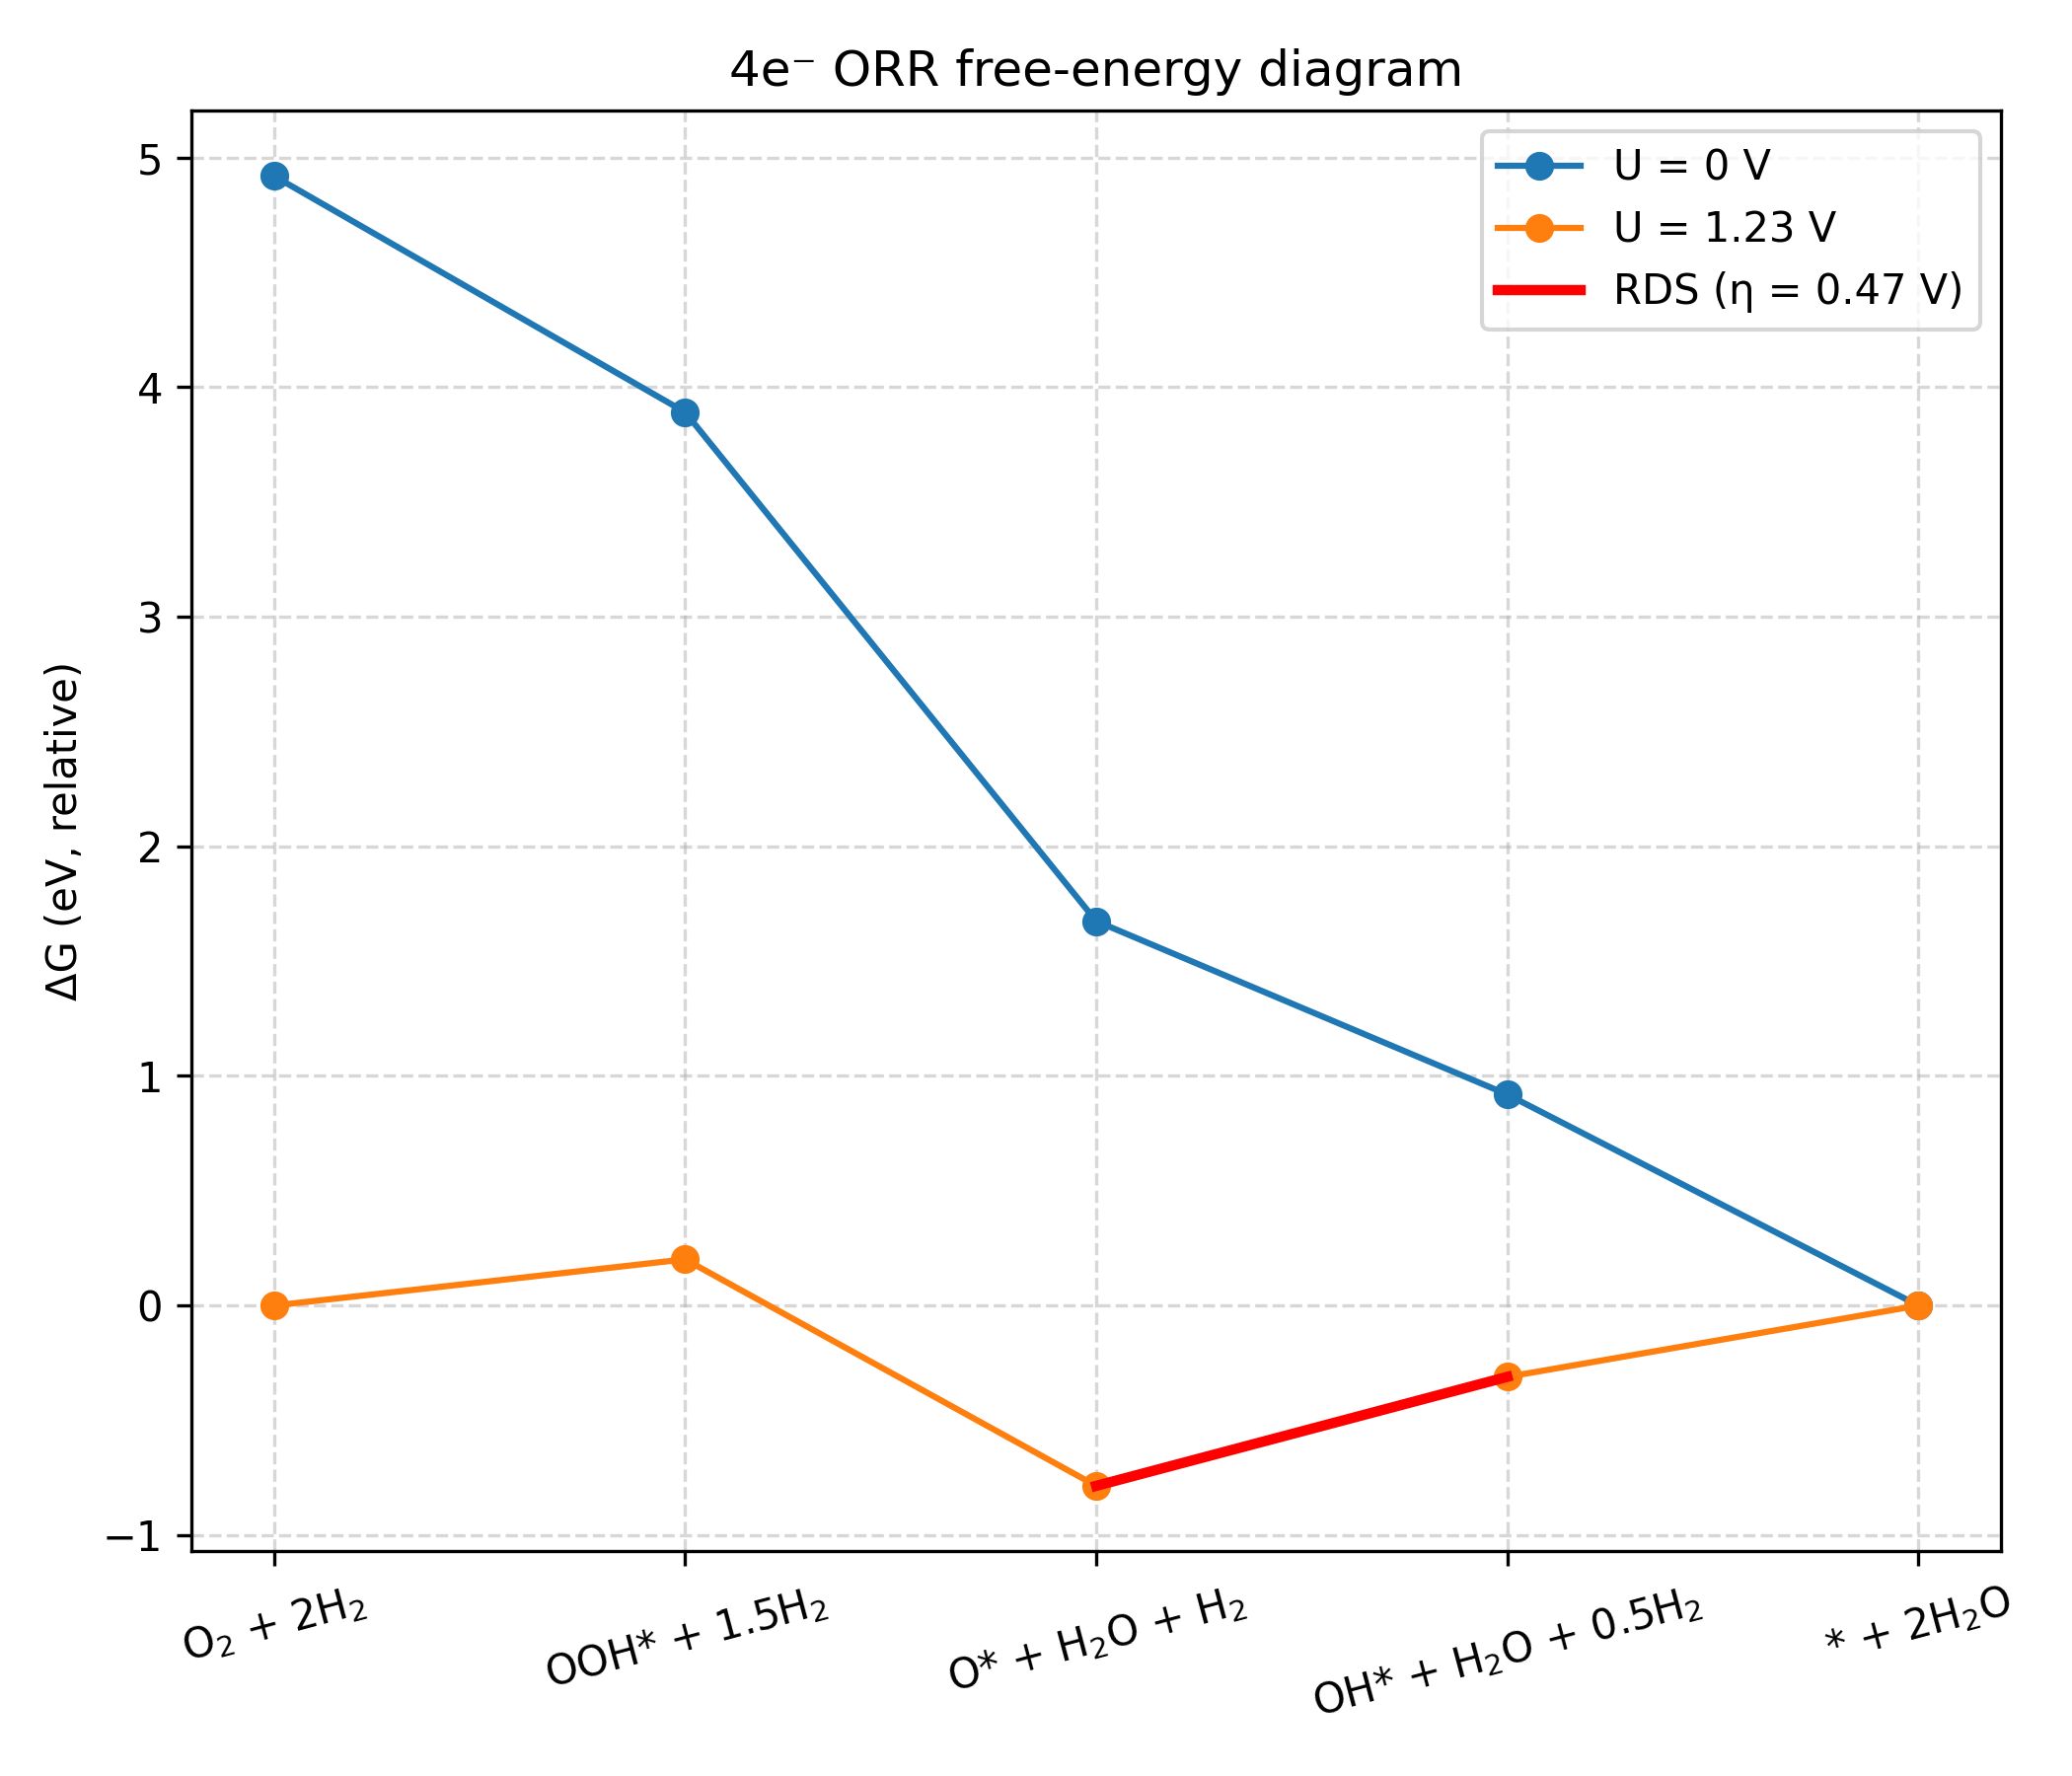 4e⁻ ORR free-energy diagram
U = 0 V
U = 1.23 V
RDS (η = 0.47 V)
ΔG (eV, relative)
5
4
3
2
1
0
−1
O₂ + 2H₂
OOH* + 1.5H₂
O* + H₂O + H₂
OH* + H₂O + 0.5H₂
* + 2H₂O